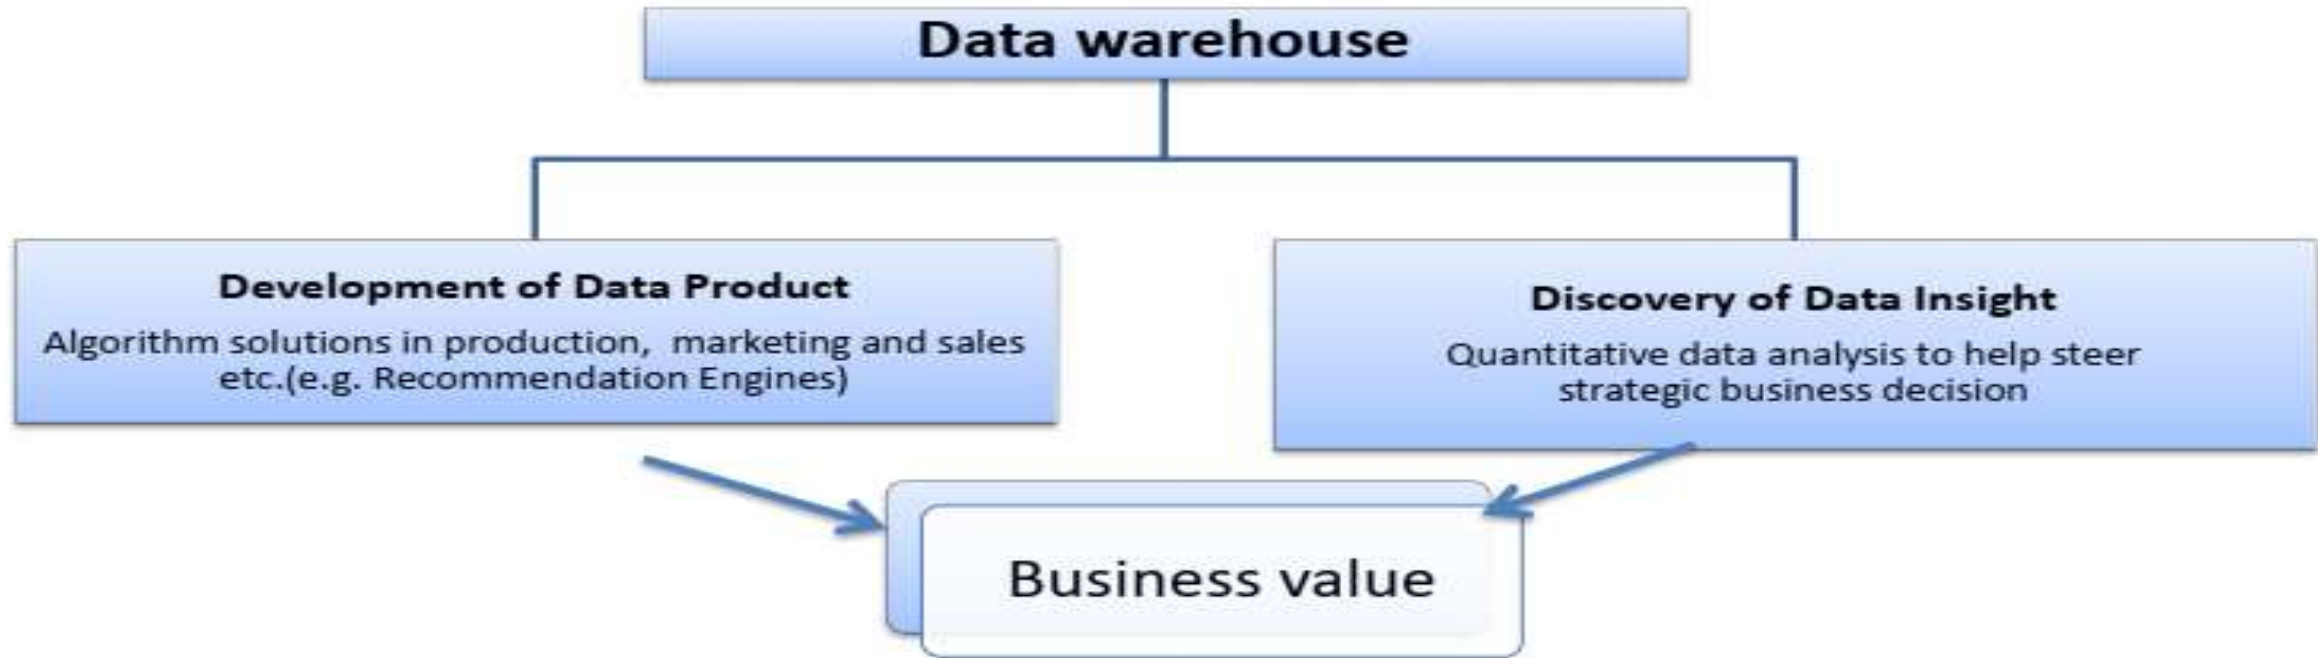 Data warehouse
Development of Data Product
Algorithm solutions in production, marketing and sales
etc.(e.g. Recommendation Engines)
Discovery of Data Insight
Quantitative data analysis to help steer
strategic business decision
Business value